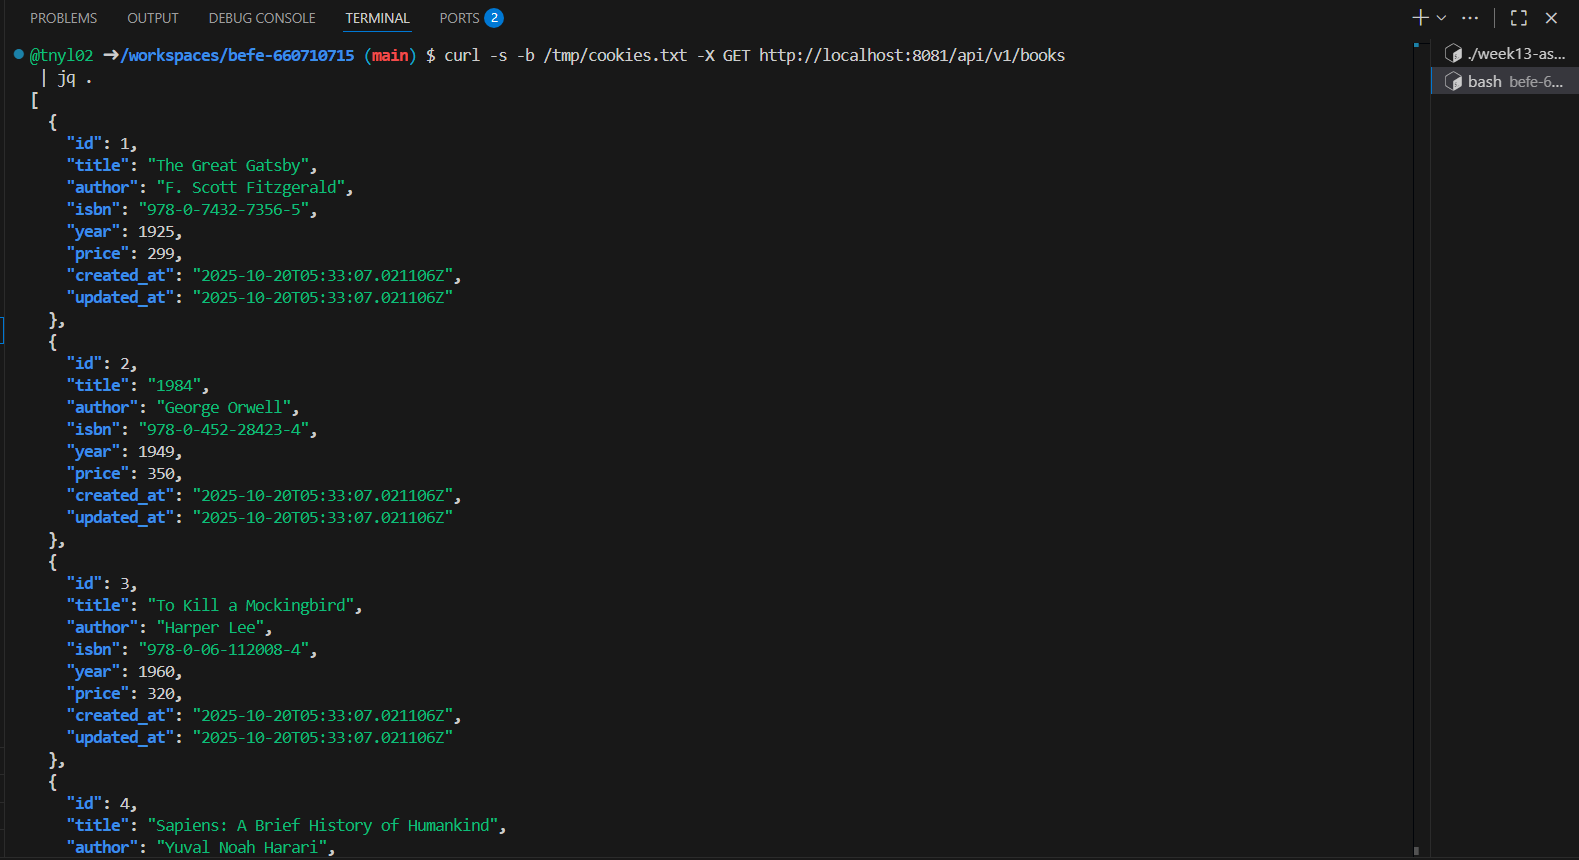 PROBLEMS OUTPUT DEBUG CONSOLE TERMINAL PORTS 2
@tnyl02 ➜/workspaces/befe-660710715 (main) $ curl -s -b /tmp/cookies.txt -X GET http://localhost:8081/api/v1/books
| jq .
[
{
"id": 1,
"title": "The Great Gatsby",
"author": "F. Scott Fitzgerald",
"isbn": "978-0-7432-7356-5",
"year": 1925,
"price": 299,
"created_at": "2025-10-20T05:33:07.021106Z",
"updated_at": "2025-10-20T05:33:07.021106Z"
},
{
"id": 2,
"title": "1984",
"author": "George Orwell",
"isbn": "978-0-452-28423-4",
"year": 1949,
"price": 350,
"created_at": "2025-10-20T05:33:07.021106Z",
"updated_at": "2025-10-20T05:33:07.021106Z"
},
{
"id": 3,
"title": "To Kill a Mockingbird",
"author": "Harper Lee",
"isbn": "978-0-06-112008-4",
"year": 1960,
"price": 320,
"created_at": "2025-10-20T05:33:07.021106Z",
"updated_at": "2025-10-20T05:33:07.021106Z"
},
{
"id": 4,
"title": "Sapiens: A Brief History of Humankind",
"author": "Yuval Noah Harari",
./week13-as...
bash befe-6...